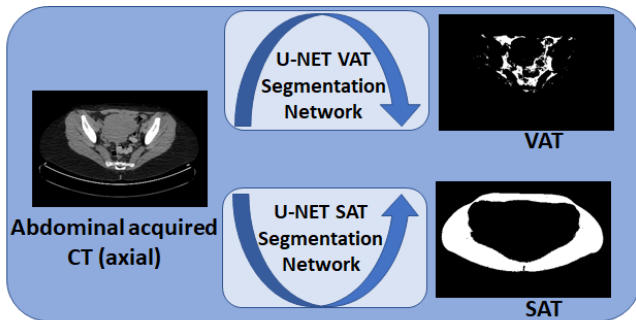 U-NET VAT
Segmentation
Network
VAT
Abdominal acquired
CT (axial)
U-NET SAT
Segmentation
Network
SAT